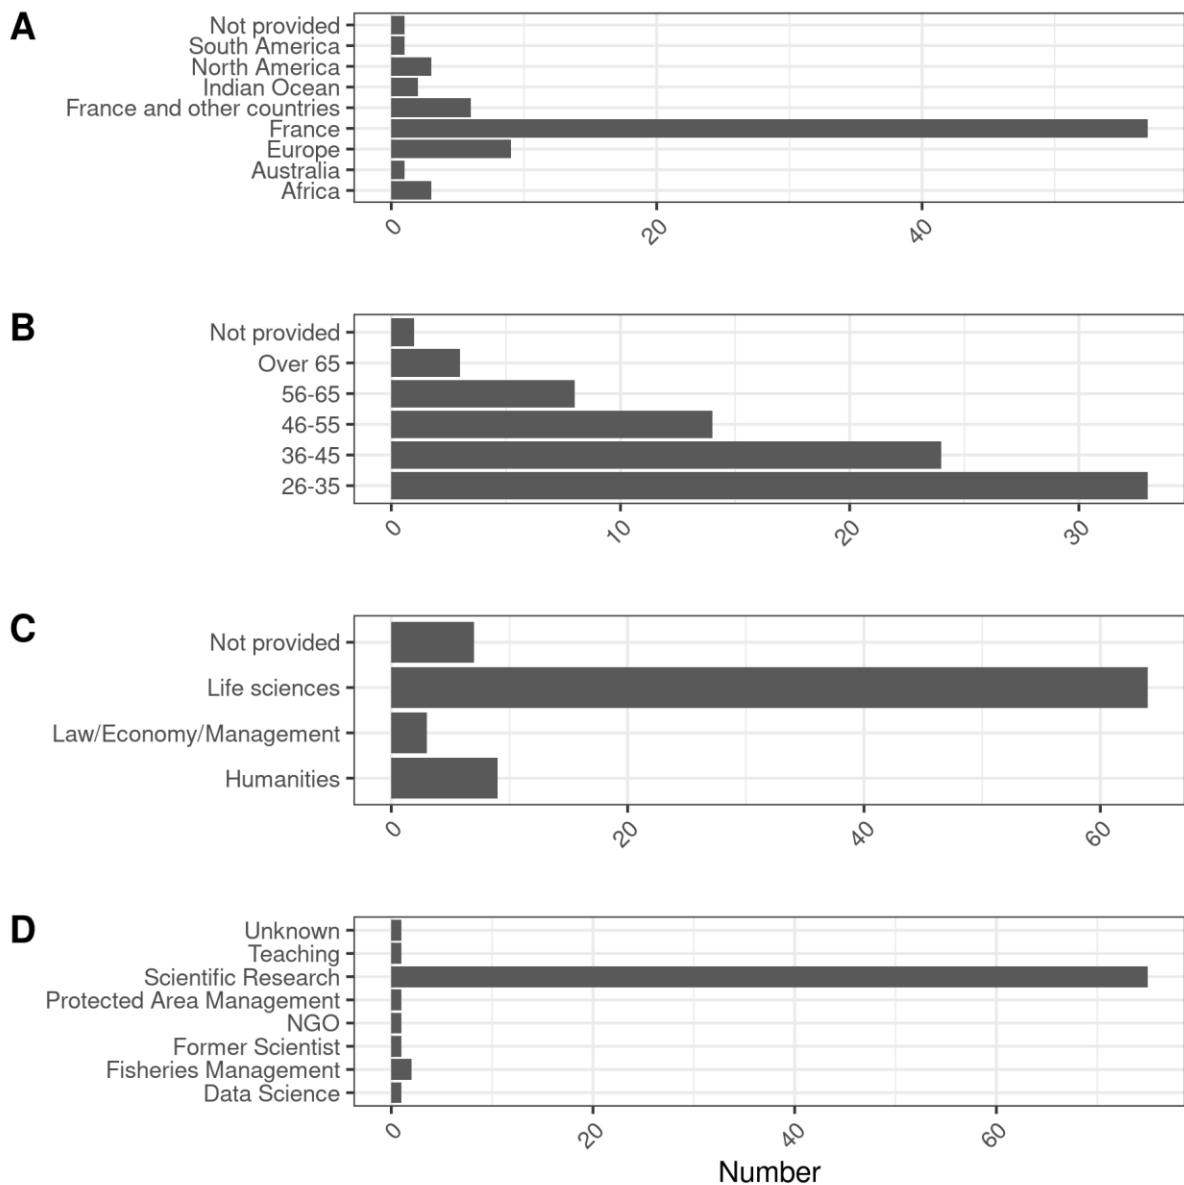 A
Not provided
South America
North America
Indian Ocean
France and other countries
France
Europe
Australia
Africa
0 20 40
B
Not provided
Over 65
56-65
46-55
36-45
26-35
0 10 20 30
C
Not provided
Life sciences
Law/Economy/Management
Humanities
0 20 40 60
D
Unknown
Teaching
Scientific Research
Protected Area Management
NGO
Former Scientist
Fisheries Management
Data Science
0 20 40 60
Number